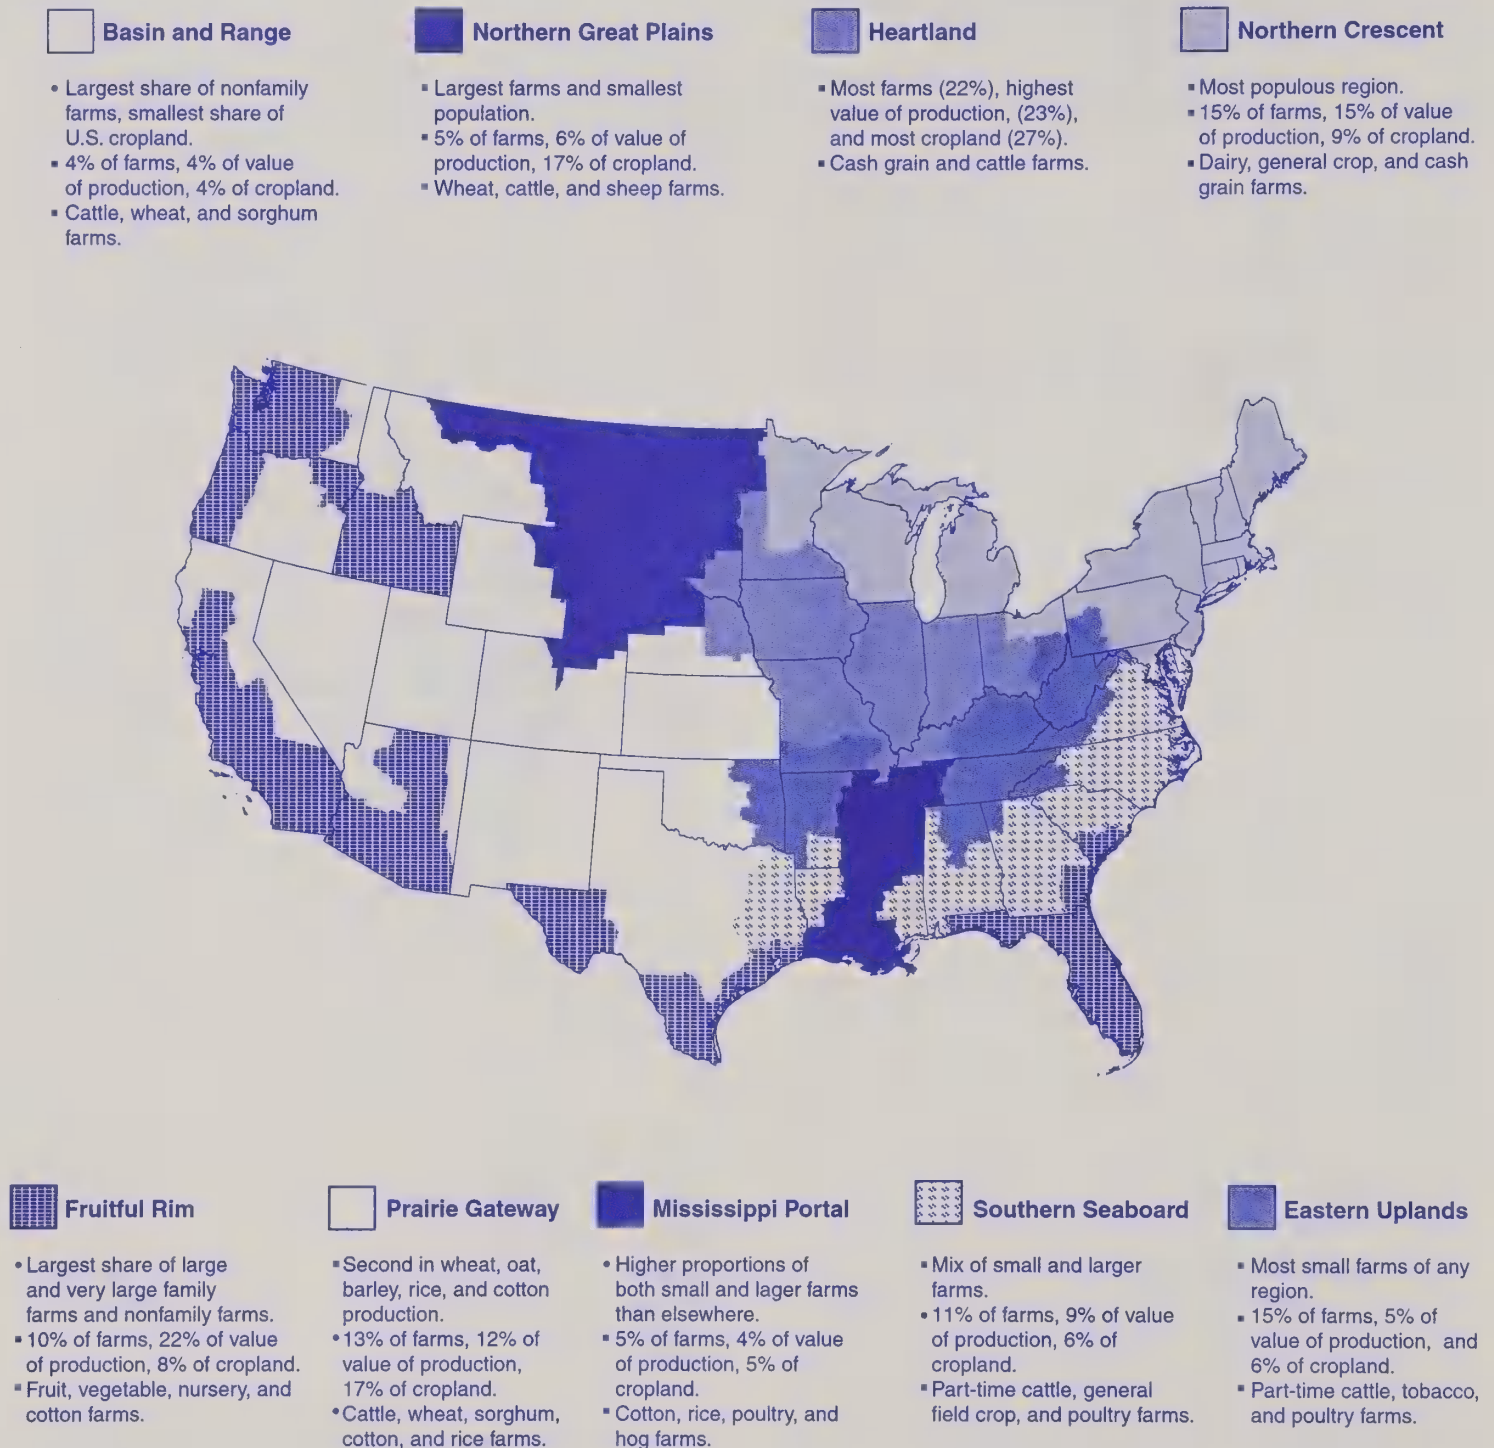 Basin and Range
• Largest share of nonfamily
farms, smallest share of
U.S. cropland.
▪ 4% of farms, 4% of value
of production, 4% of cropland.
▪ Cattle, wheat, and sorghum
farms.
Northern Great Plains
▪ Largest farms and smallest
population.
▪ 5% of farms, 6% of value of
production, 17% of cropland.
▪ Wheat, cattle, and sheep farms.
Heartland
▪ Most farms (22%), highest
value of production, (23%),
and most cropland (27%).
▪ Cash grain and cattle farms.
Northern Crescent
▪ Most populous region.
▪ 15% of farms, 15% of value
of production, 9% of cropland.
▪ Dairy, general crop, and cash
grain farms.
Fruitful Rim
• Largest share of large
and very large family
farms and nonfamily farms.
▪ 10% of farms, 22% of value
of production, 8% of cropland.
▪ Fruit, vegetable, nursery, and
cotton farms.
Prairie Gateway
▪ Second in wheat, oat,
barley, rice, and cotton
production.
• 13% of farms, 12% of
value of production,
17% of cropland.
• Cattle, wheat, sorghum,
cotton, and rice farms.
Mississippi Portal
• Higher proportions of
both small and lager farms
than elsewhere.
▪ 5% of farms, 4% of value
of production, 5% of
cropland.
▪ Cotton, rice, poultry, and
hog farms.
Southern Seaboard
▪ Mix of small and larger
farms.
• 11% of farms, 9% of value
of production, 6% of
cropland.
▪ Part-time cattle, general
field crop, and poultry farms.
Eastern Uplands
▪ Most small farms of any
region.
▪ 15% of farms, 5% of
value of production, and
6% of cropland.
▪ Part-time cattle, tobacco,
and poultry farms.